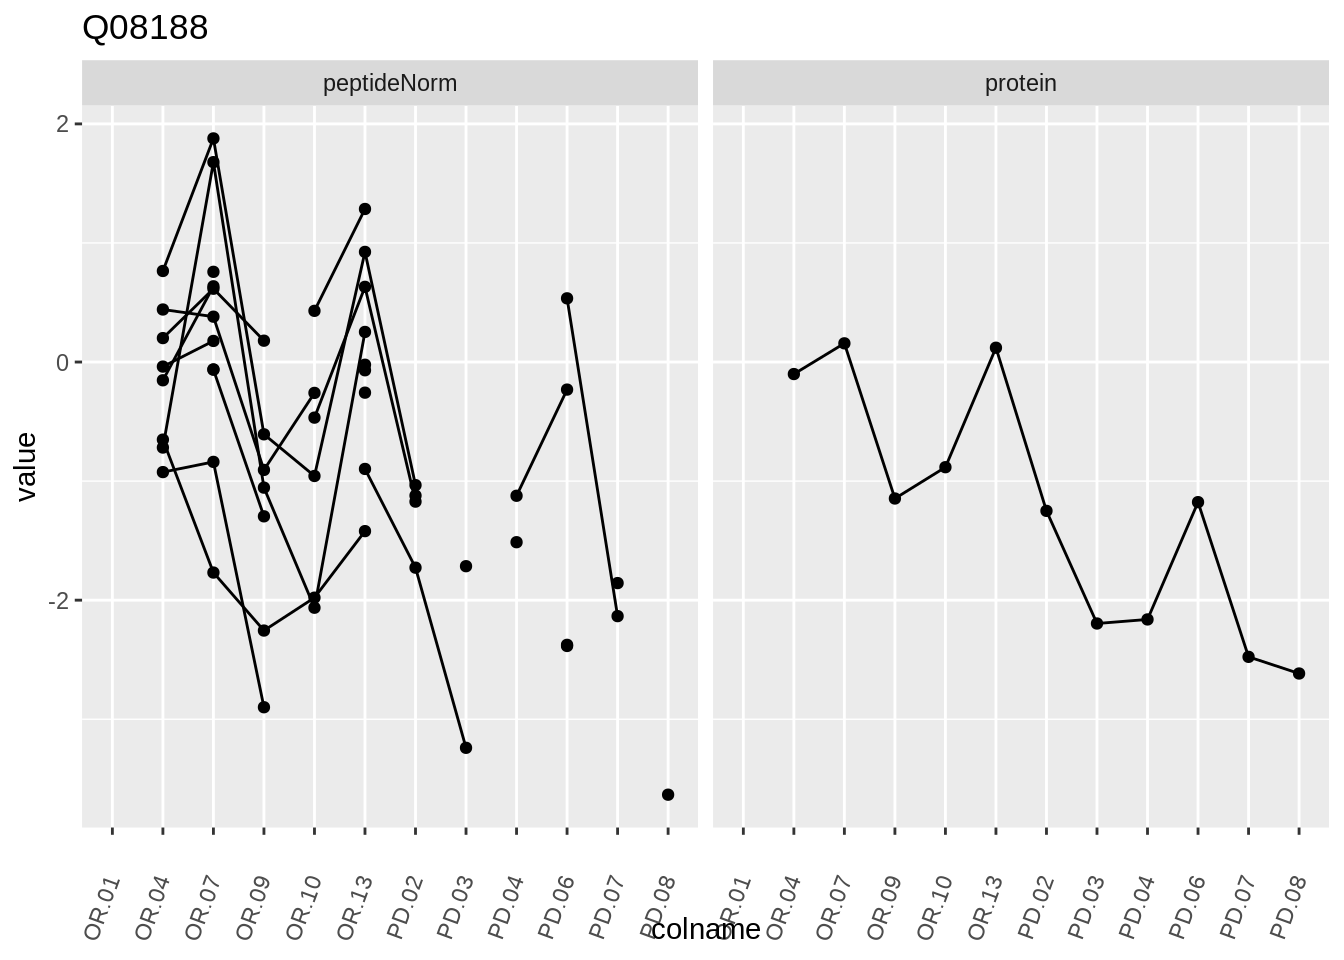 Q08188
peptideNorm
protein
value
2
0
-2
OR.01 OR.04 OR.07 OR.09 OR.10 OR.13 PD.02 PD.03 PD.04 PD.06 PD.07 PD.08
OR.01 OR.04 OR.07 OR.09 OR.10 OR.13 PD.02 PD.03 PD.04 PD.06 PD.07 PD.08
colname